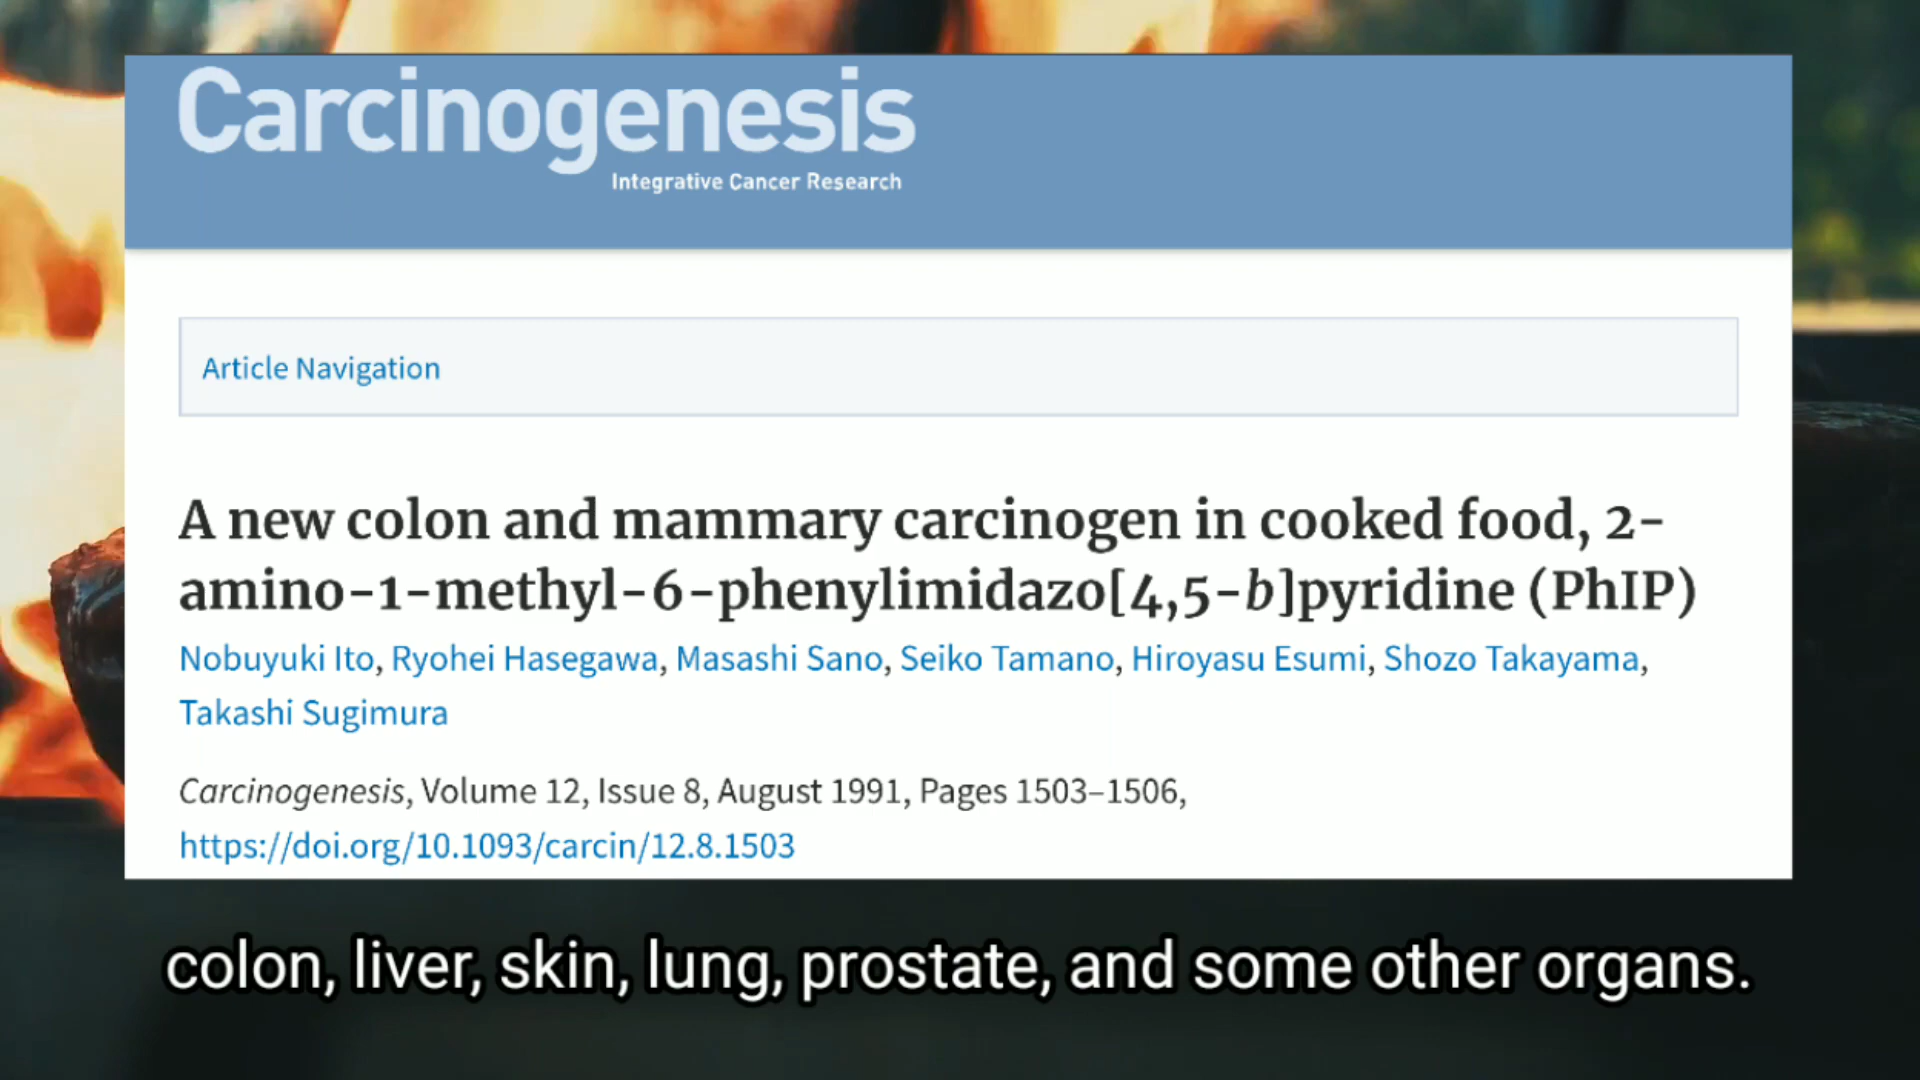 Carcinogenesis
Integrative Cancer Research
Article Navigation
A new colon and mammary carcinogen in cooked food, 2-
amino-1-methyl-6-phenylimidazo[4,5-b]pyridine (PhIP)
Nobuyuki Ito, Ryohei Hasegawa, Masashi Sano, Seiko Tamano, Hiroyasu Esumi, Shozo Takayama,
Takashi Sugimura
Carcinogenesis, Volume 12, Issue 8, August 1991, Pages 1503–1506,
https://doi.org/10.1093/carcin/12.8.1503
colon, liver, skin, lung, prostate, and some other organs.